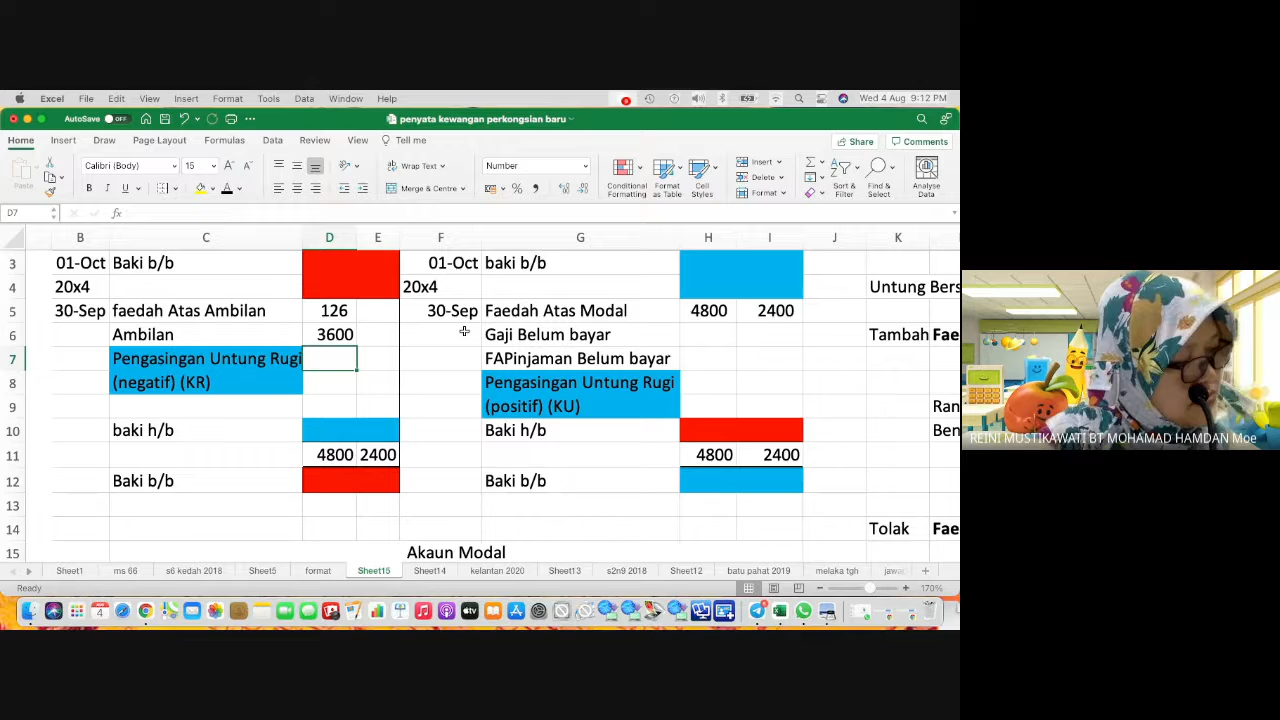 Excel File Edit View Insert Format Tools Data Window Help Wed 4 Aug 9:12 PM
AutoSave OFF penyata kewangan perkongsian baru
Home Insert Draw Page Layout Formulas Data Review View Tell me Share Comments
Paste Calibri (Body) 15 Wrap Text Number Insert
B I U A Merge & Centre Conditional Formatting Format as Table Cell Styles Delete Format Sort & Filter Find & Select Analyse Data
D7 fx
B C D E F G H I J K
3 01-Oct Baki b/b 01-Oct baki b/b
4 20x4 20x4 Untung Bers
5 30-Sep faedah Atas Ambilan 126 30-Sep Faedah Atas Modal 4800 2400
6 Ambilan 3600 Gaji Belum bayar Tambah Fae
7 Pengasingan Untung Rugi FAPinjaman Belum bayar
8 (negatif) (KR) Pengasingan Untung Rugi
9 (positif) (KU) Ran
10 baki h/b Baki h/b Ben
11 4800 2400 4800 2400
12 Baki b/b Baki b/b
13
14 Tolak Fae
15 Akaun Modal
Sheet1 ms 66 s6 kedah 2018 Sheet5 format Sheet15 Sheet14 kelantan 2020 Sheet13 s2n9 2018 Sheet12 batu pahat 2019 melaka tgh jawa
Ready 170%
REINI MUSTIKAWATI BT MOHAMAD HAMDAN Moe